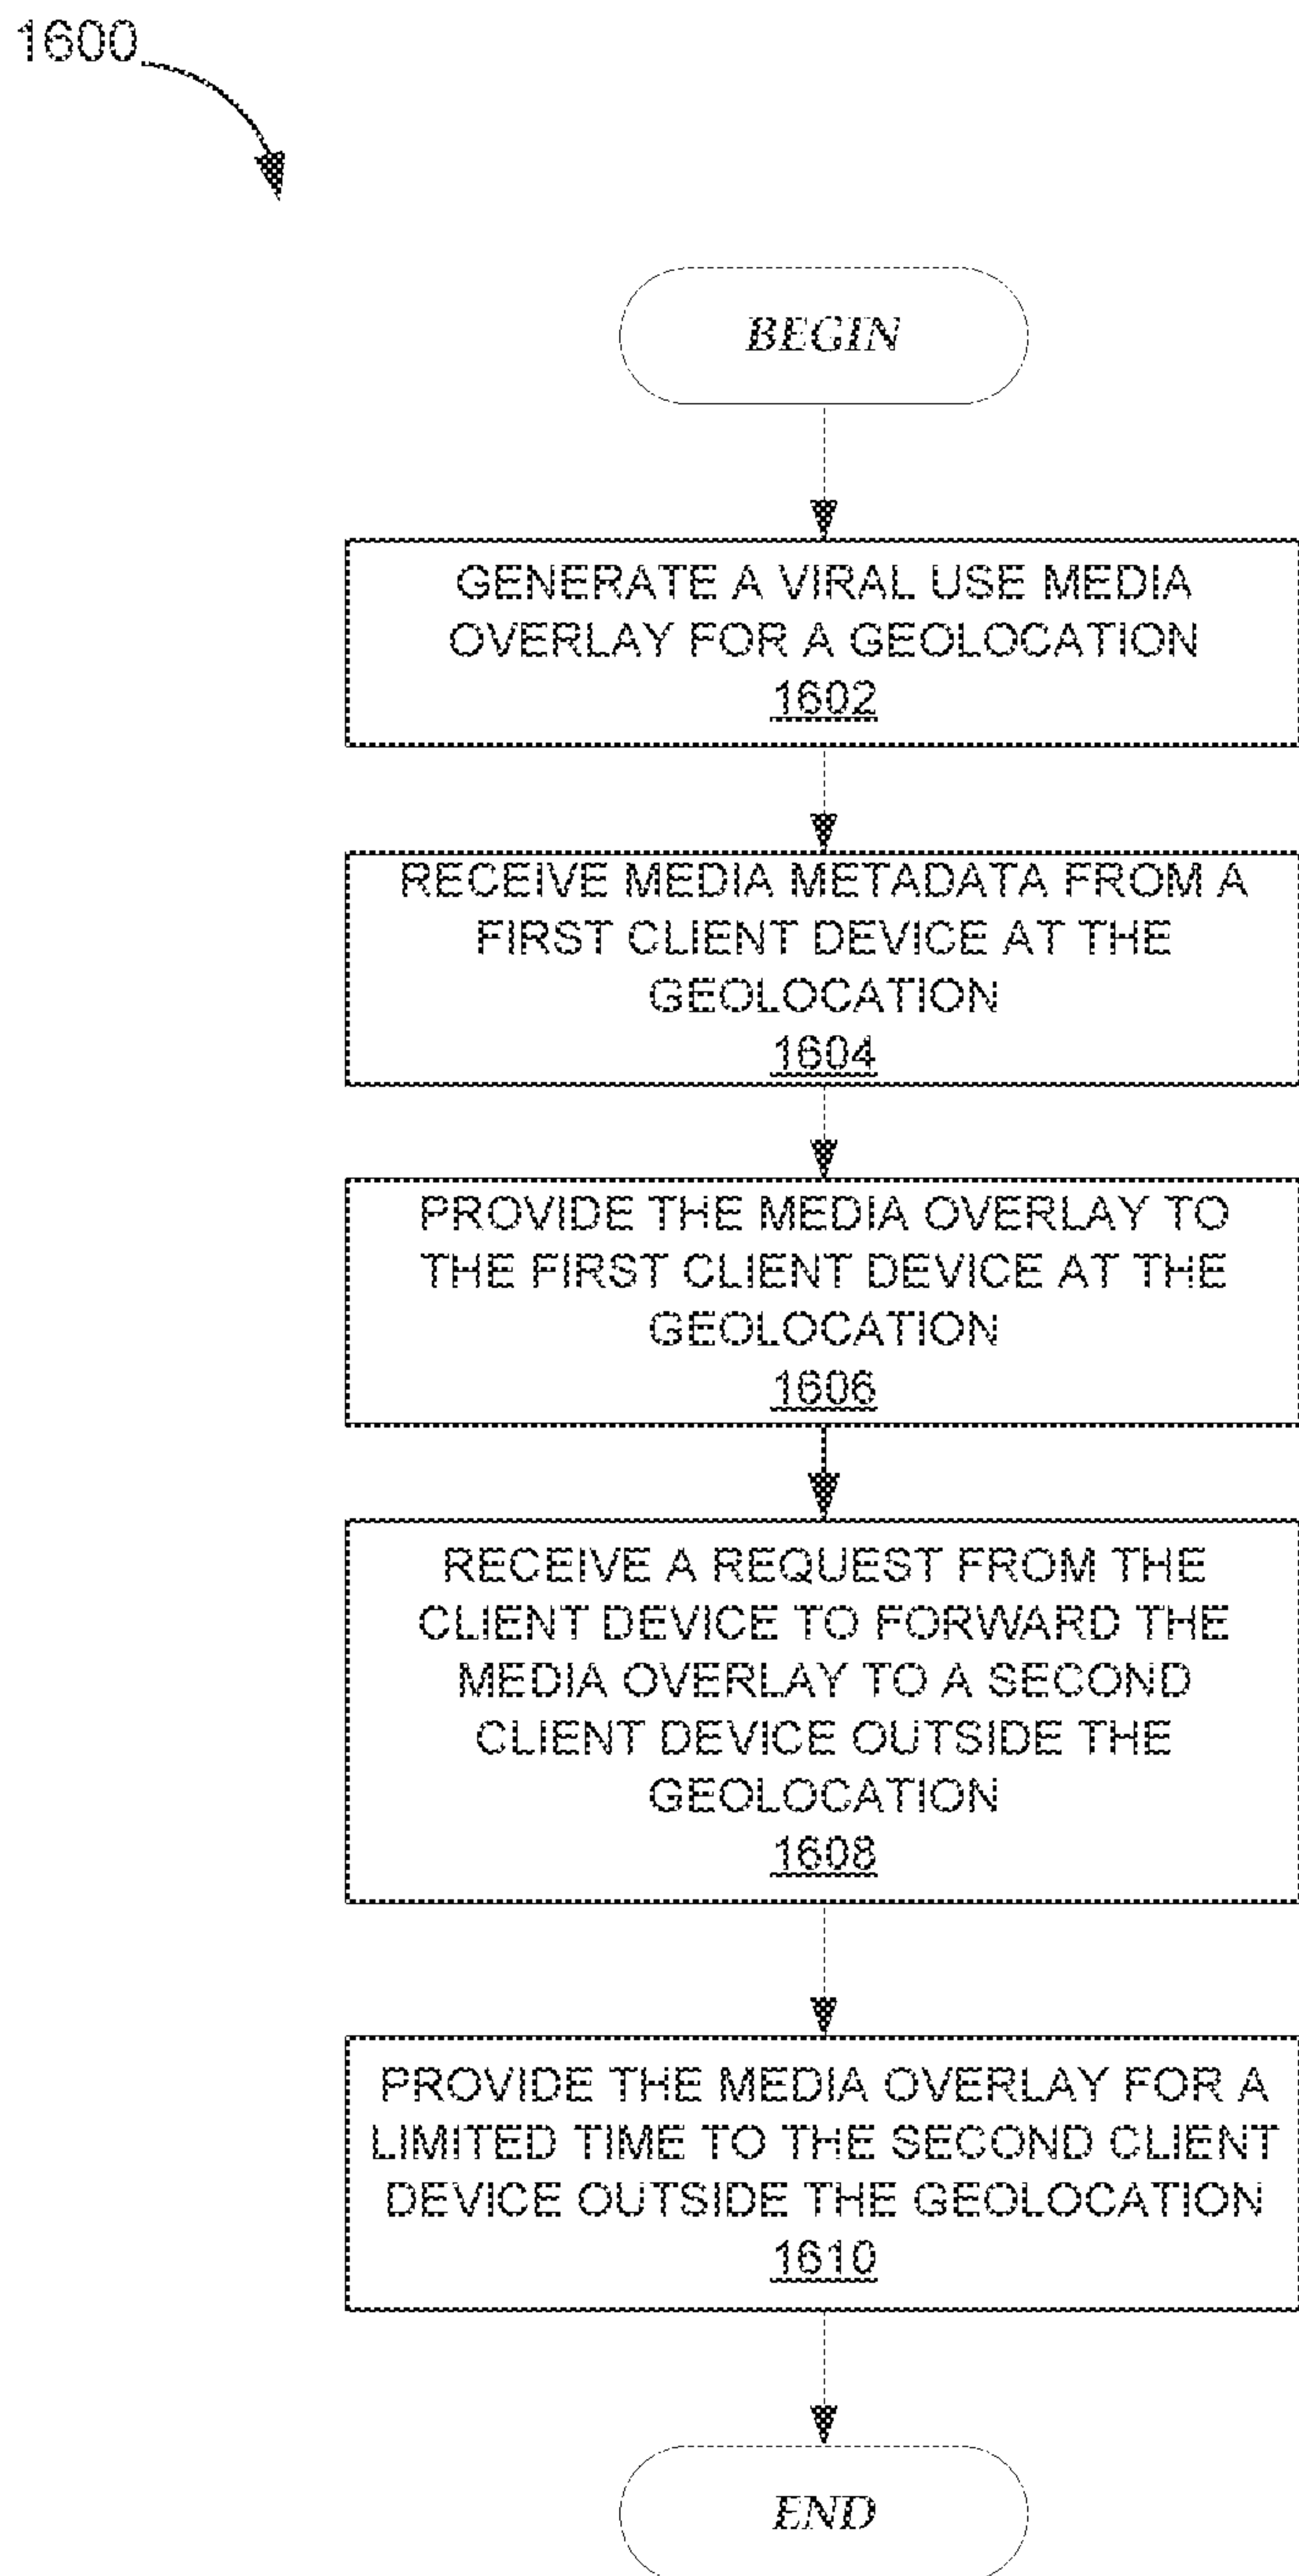 1600
BEGIN
GENERATE A VIRAL USE MEDIA
OVERLAY FOR A GEOLOCATION
1602
RECEIVE MEDIA METADATA FROM A
FIRST CLIENT DEVICE AT THE
GEOLOCATION
1604
PROVIDE THE MEDIA OVERLAY TO
THE FIRST CLIENT DEVICE AT THE
GEOLOCATION
1606
RECEIVE A REQUEST FROM THE
CLIENT DEVICE TO FORWARD THE
MEDIA OVERLAY TO A SECOND
CLIENT DEVICE OUTSIDE THE
GEOLOCATION
1608
PROVIDE THE MEDIA OVERLAY FOR A
LIMITED TIME TO THE SECOND CLIENT
DEVICE OUTSIDE THE GEOLOCATION
1610
END